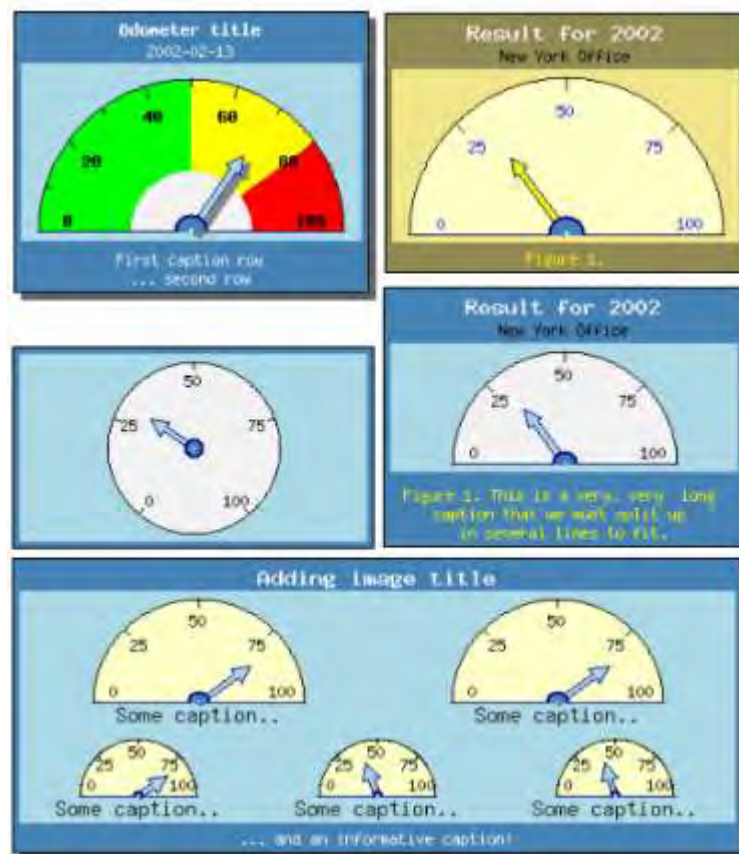 Odometer title
2002-02-13
0
20
40
60
80
100
First caption row
... second row
Result for 2002
New York Office
0
25
50
75
100
Figure 1.
0
25
50
75
100
Result for 2002
New York Office
0
25
50
75
100
Figure 1. This is a very, very  long
caption that we must split up
in several lines to fit.
Adding image title
0
25
50
75
100
Some caption..
0
25
50
75
100
Some caption..
0
25
50
75
100
Some caption..
0
25
50
75
100
Some caption..
0
25
50
75
100
Some caption..
... and an informative caption!